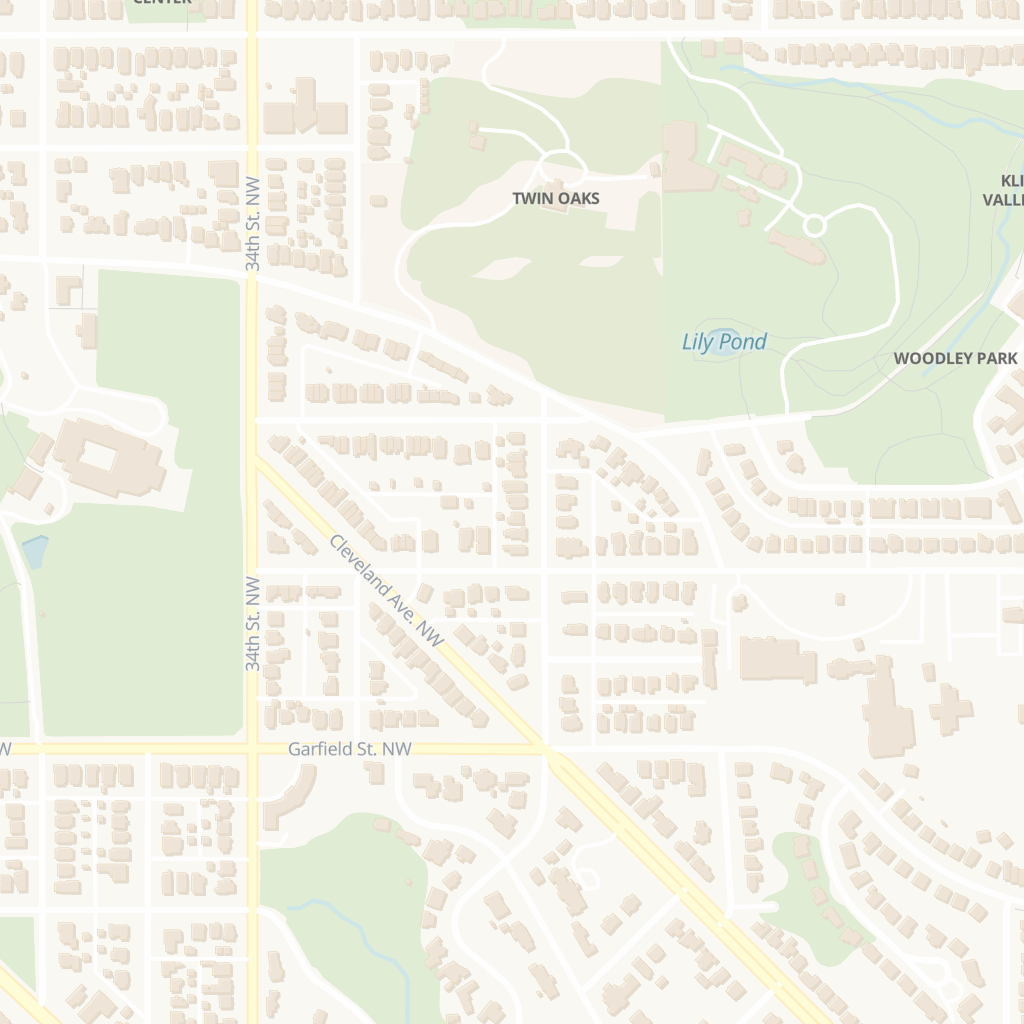 CENTER
KLI
VALLE
TWIN OAKS
34th St. NW
Lily Pond
WOODLEY PARK
Cleveland Ave. NW
34th St. NW
W
Garfield St. NW